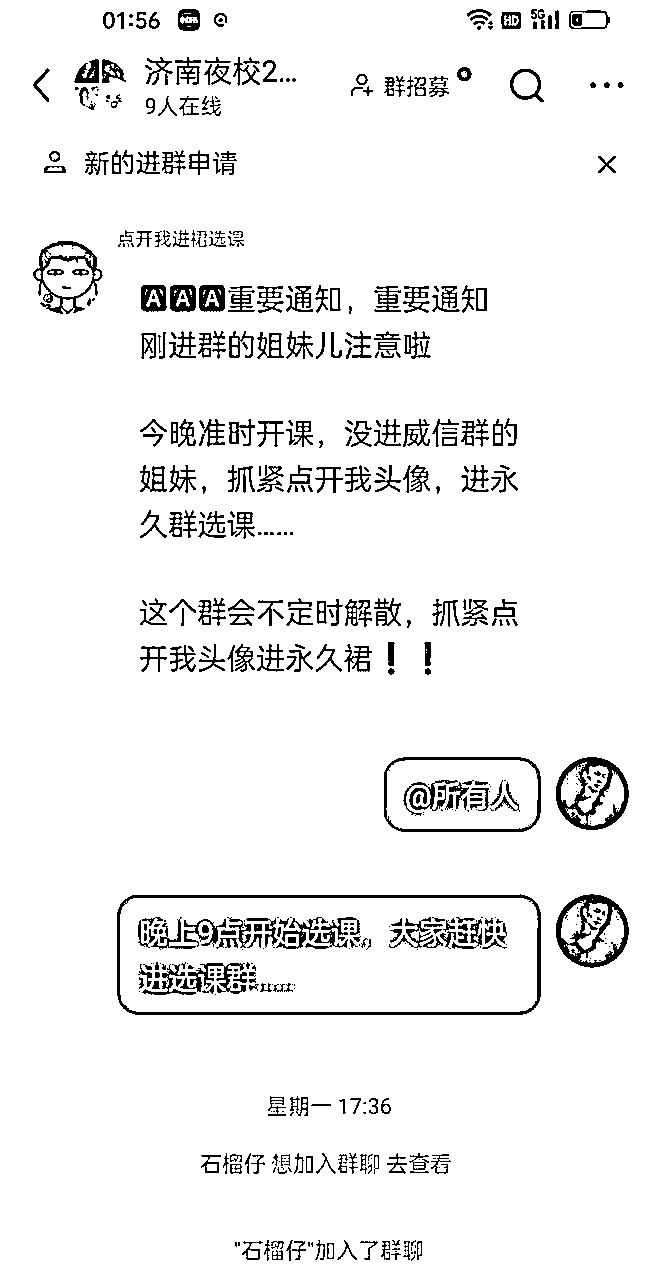 01:56 HD 5G
济南夜校2...
9人在线
群招募
新的进群申请
点开我进裙选课
AAA重要通知，重要通知
刚进群的姐妹儿注意啦
今晚准时开课，没进威信群的
姐妹，抓紧点开我头像，进永
久群选课......
这个群会不定时解散，抓紧点
开我头像进永久裙❗❗
@所有人
晚上9点开始选课，大家赶快
进选课群......
星期一 17:36
石榴仔 想加入群聊 去查看
"石榴仔"加入了群聊